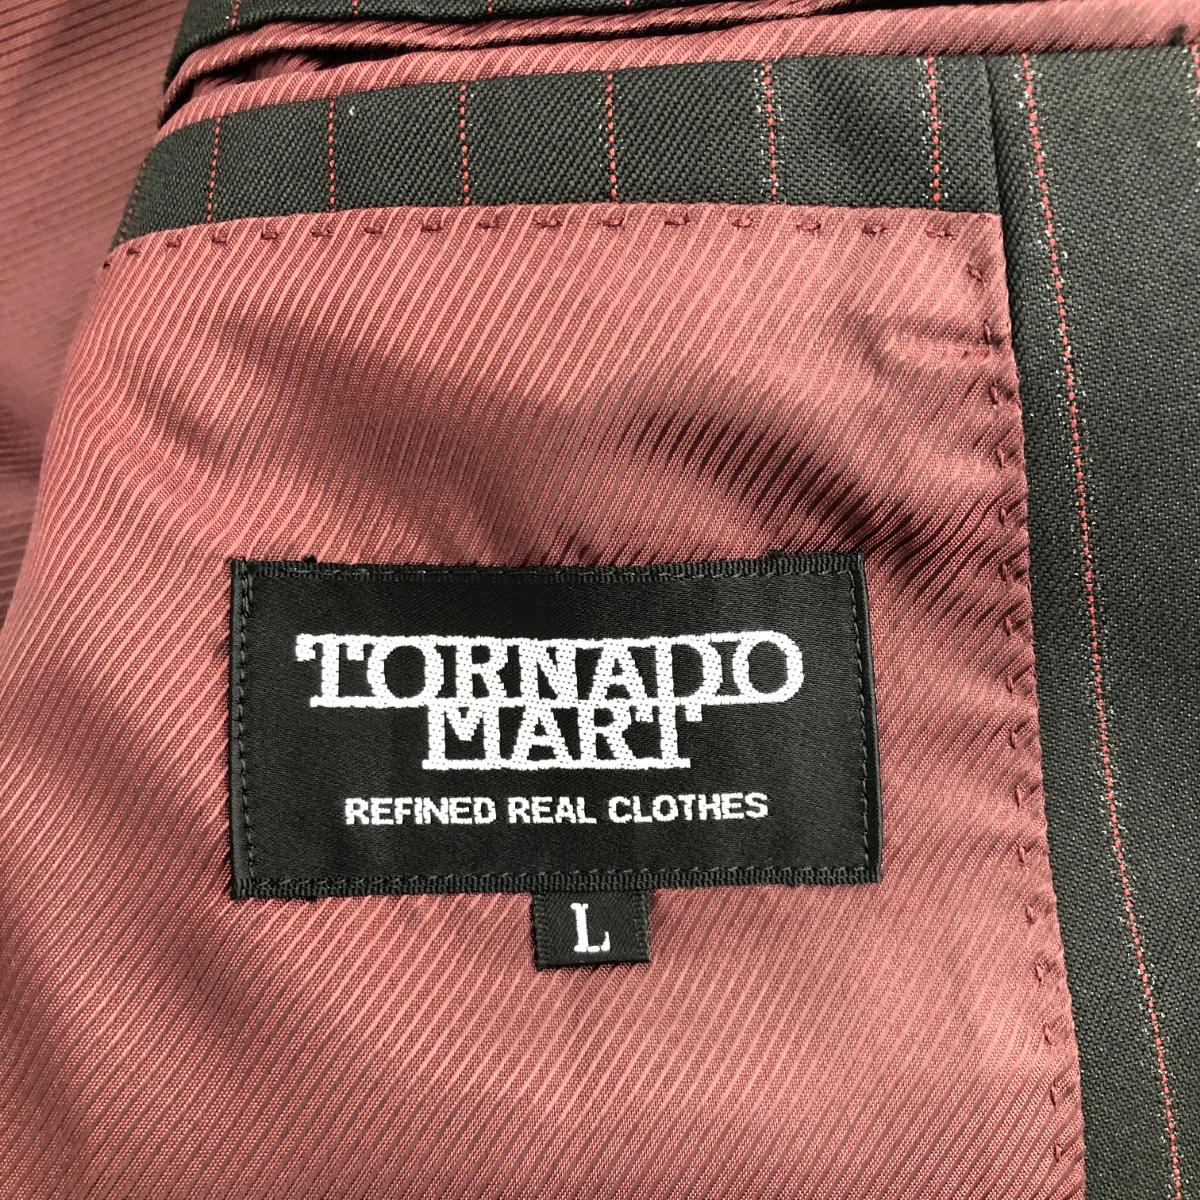 TORNADO
MART
REFINED REAL CLOTHES
L